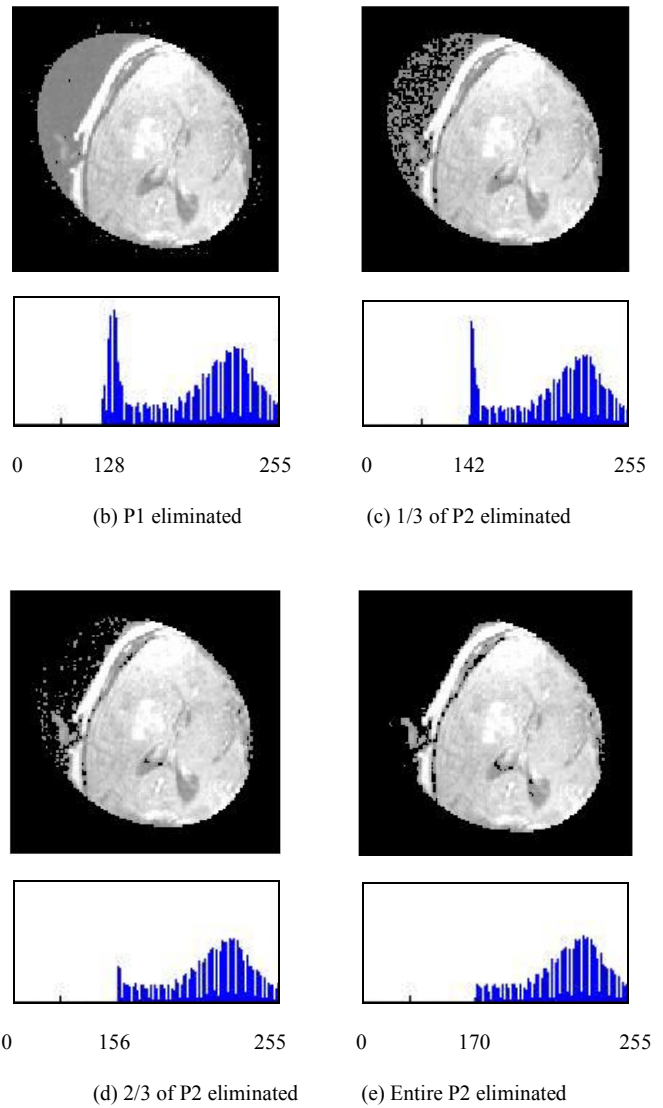 0 128 255
0 142 255
(b) P1 eliminated
(c) 1/3 of P2 eliminated
0 156 255
0 170 255
(d) 2/3 of P2 eliminated
(e) Entire P2 eliminated